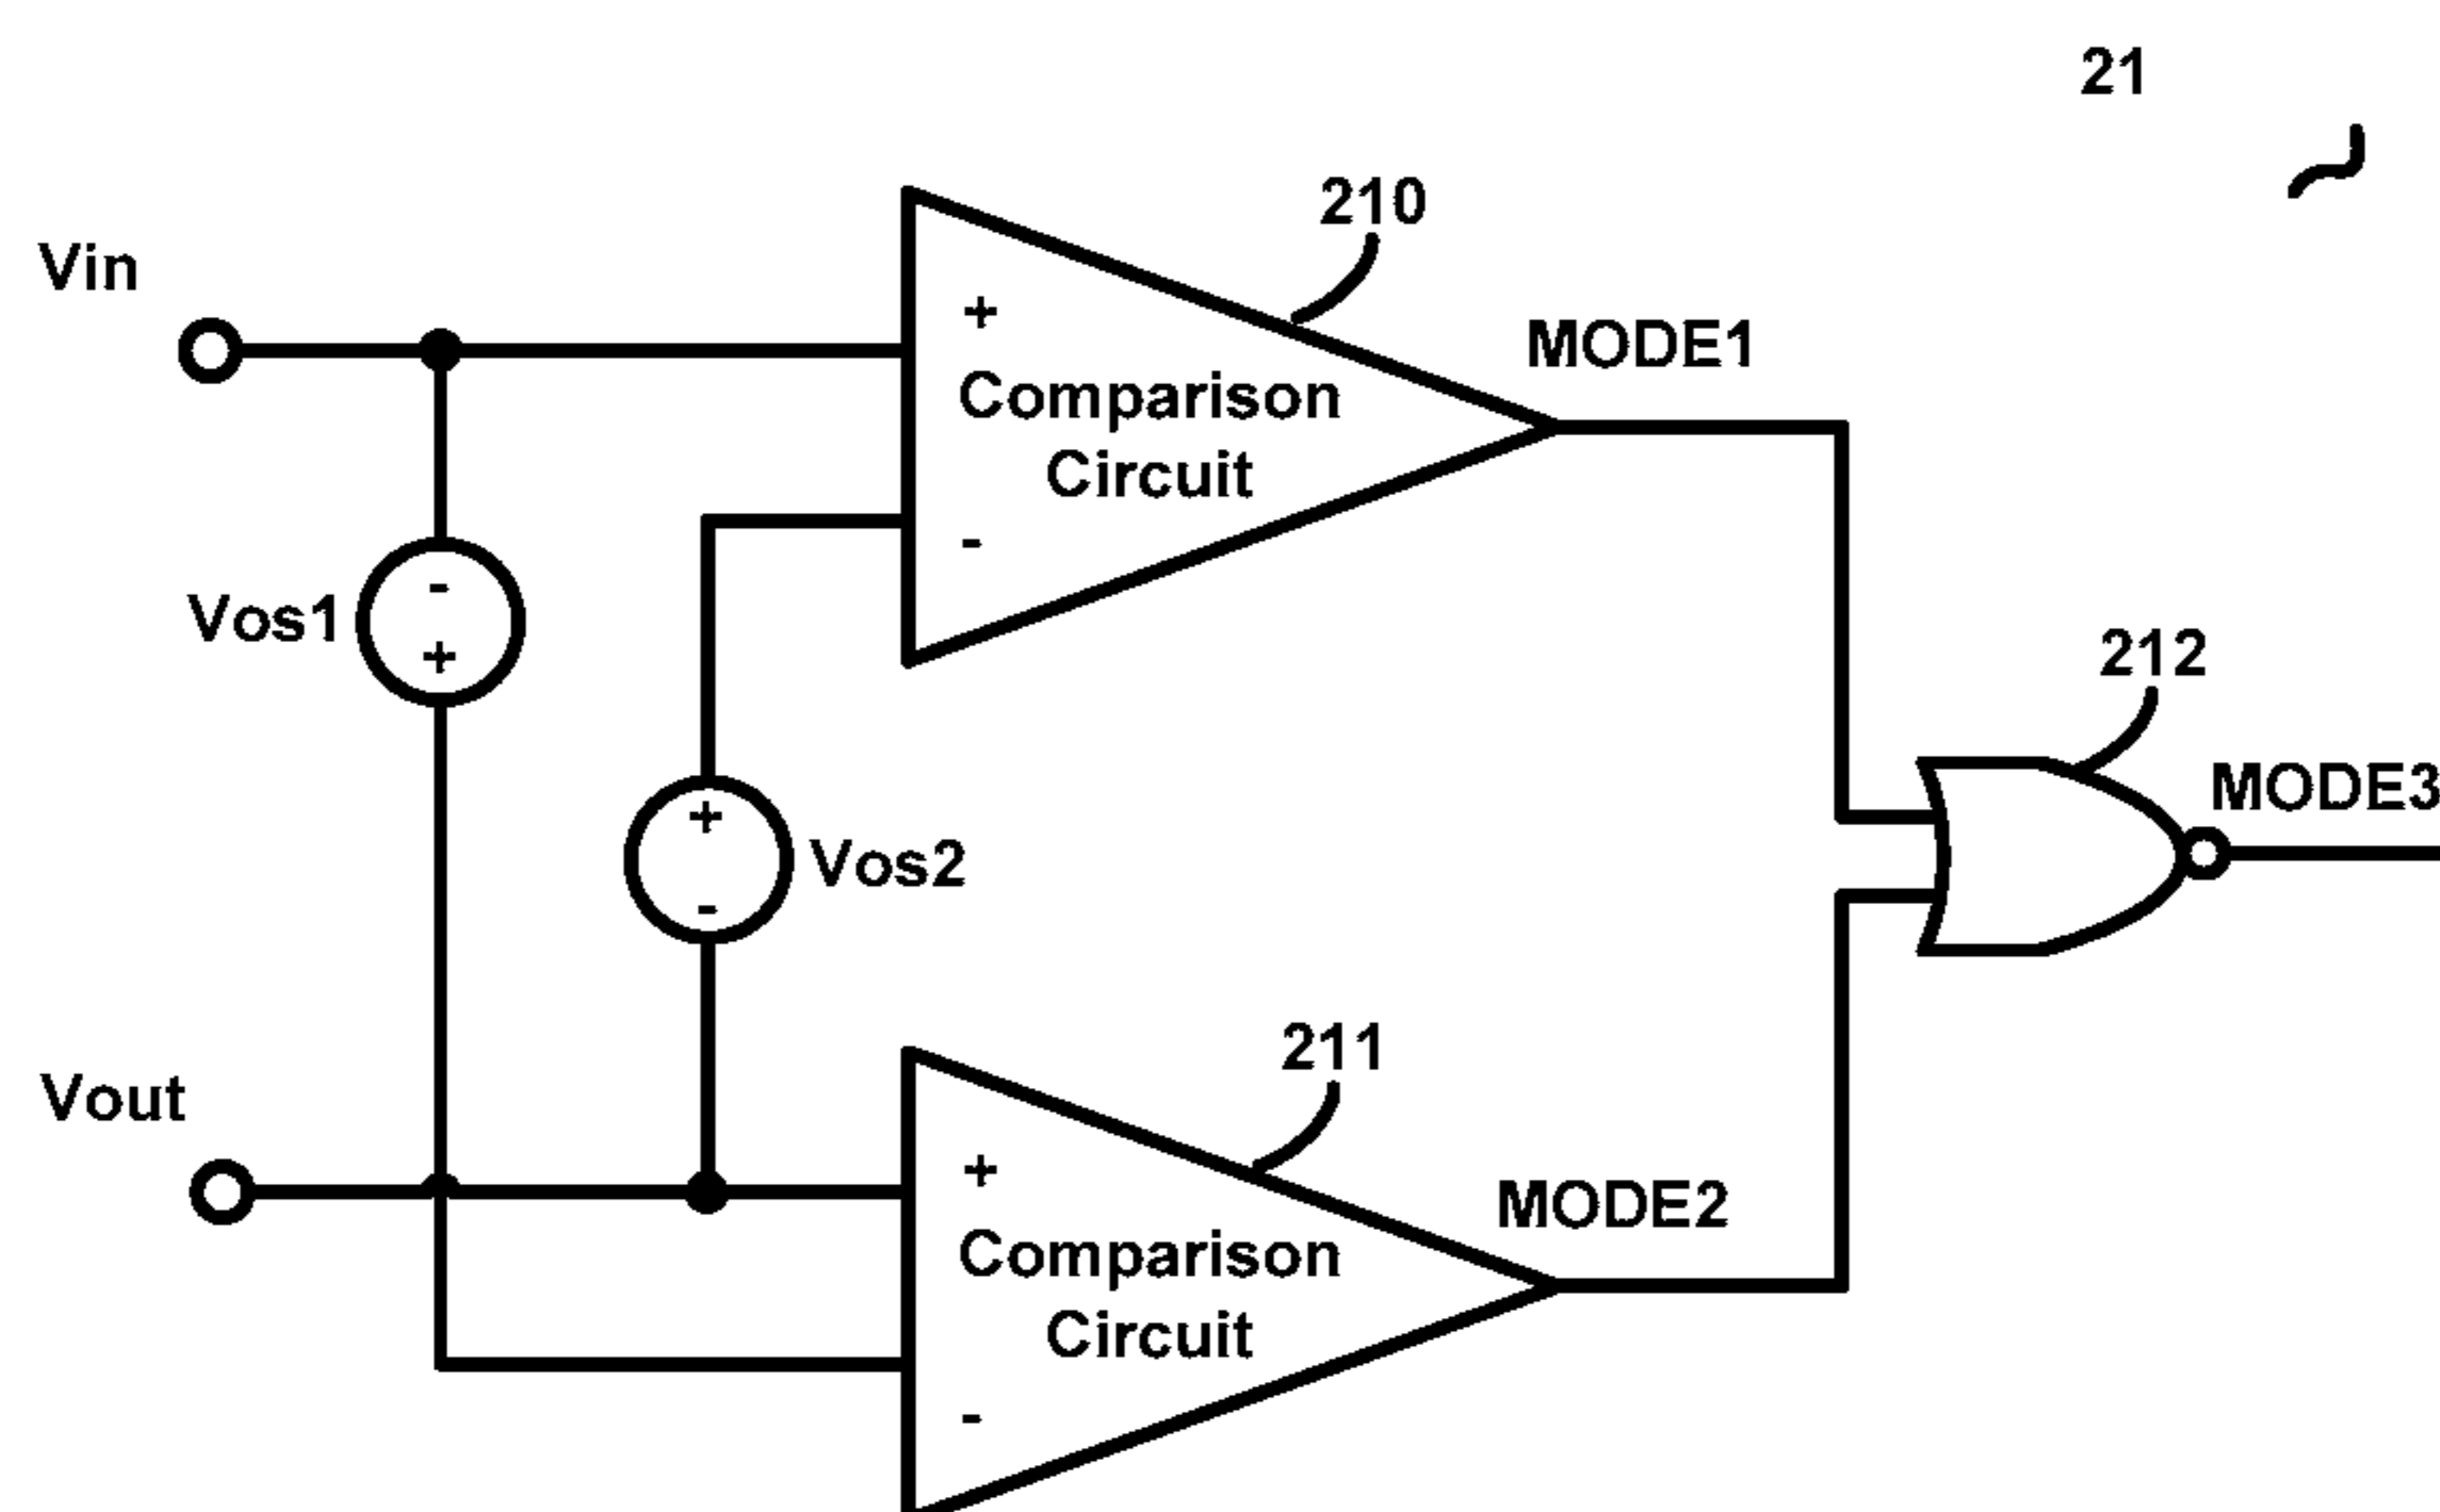 21
210
Vin
+
MODE1
Comparison
Circuit
-
-
Vos1
+
212
MODE3
+
Vos2
-
211
Vout
+
MODE2
Comparison
Circuit
-